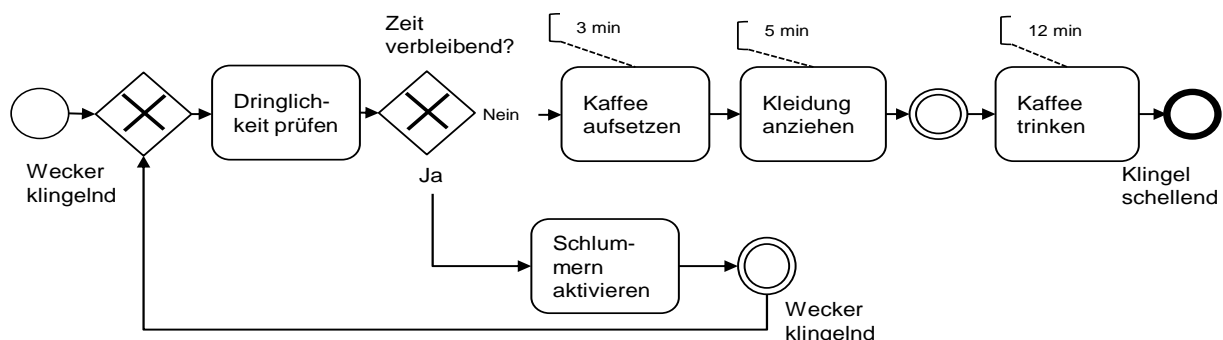 Zeit
verbleibend?
3 min
5 min
12 min
Dringlich-
keit prüfen
Nein
Kaffee
aufsetzen
Kleidung
anziehen
Kaffee
trinken
Wecker
klingelnd
Ja
Klingel
schellend
Schlum-
mern
aktivieren
Wecker
klingelnd